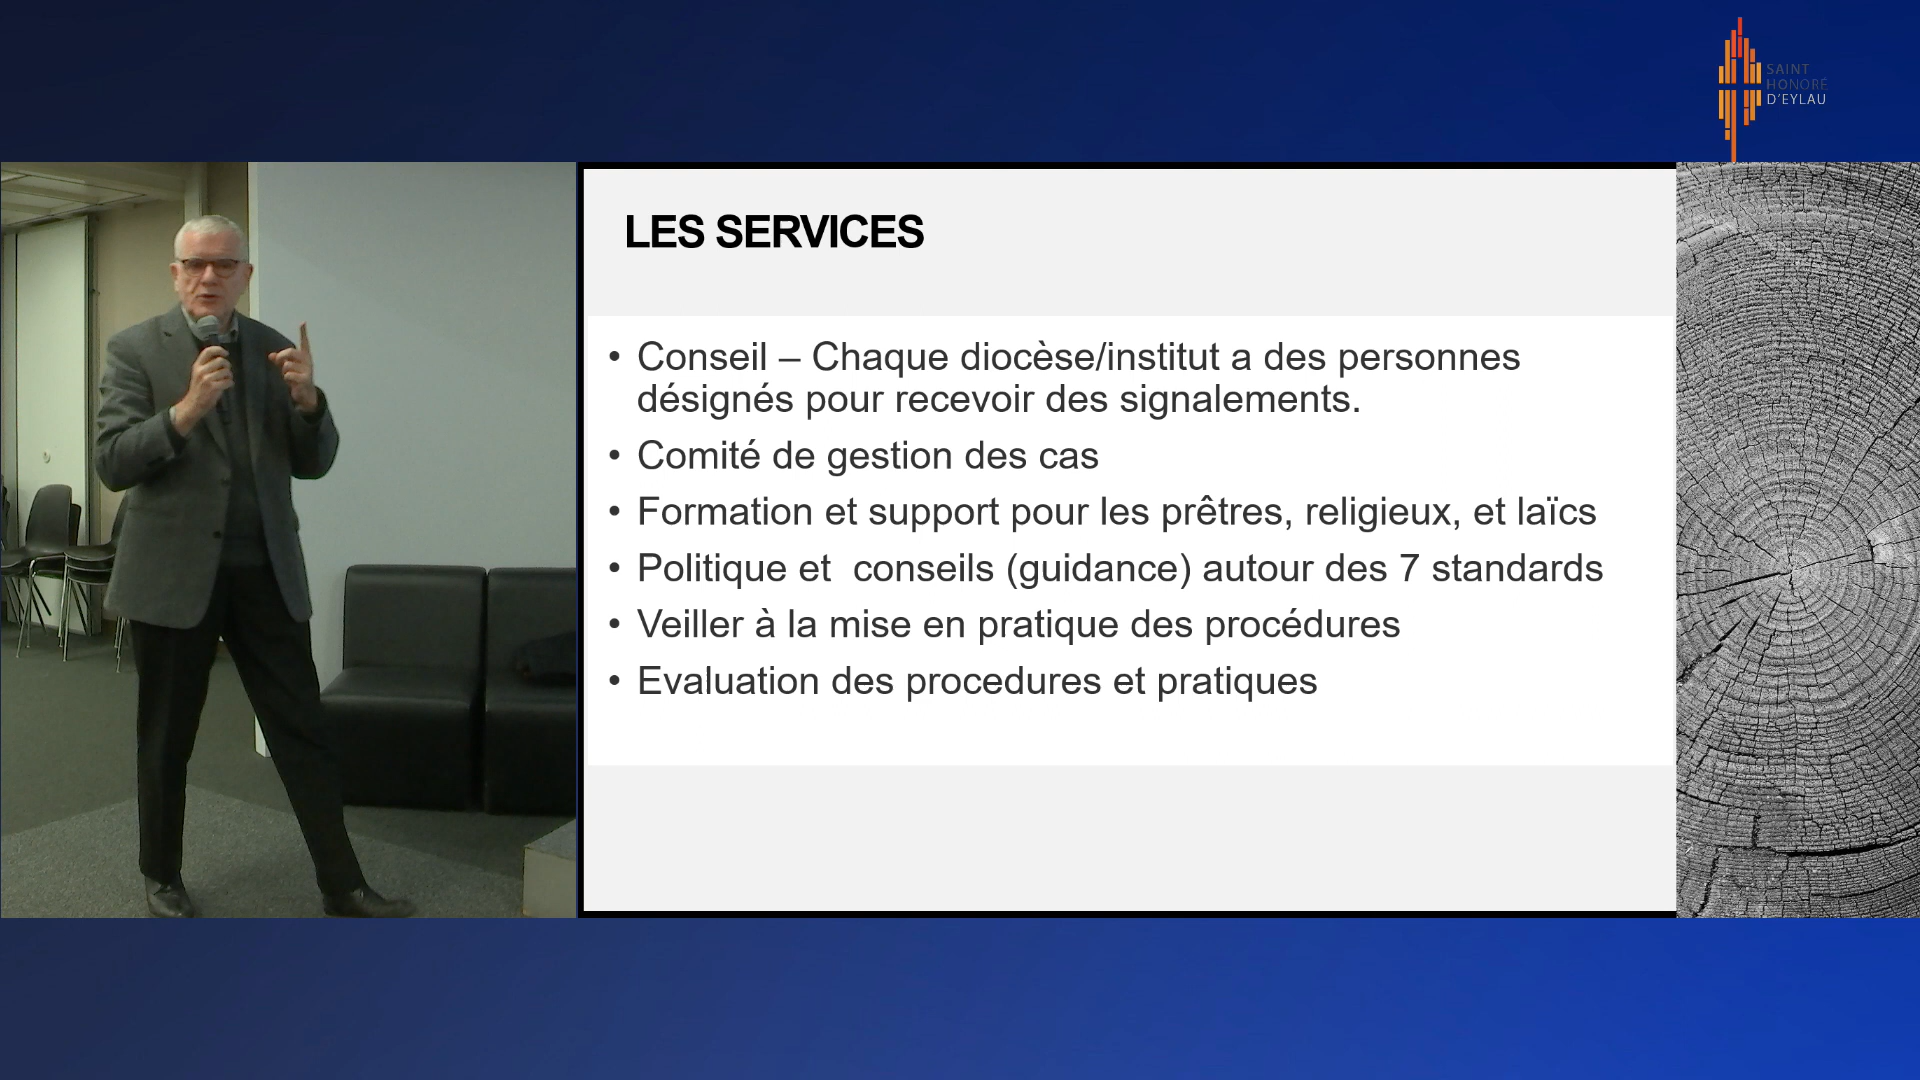 SAINT
HONORÉ
D'EYLAU
LES SERVICES
• Conseil – Chaque diocèse/institut a des personnes
désignés pour recevoir des signalements.
• Comité de gestion des cas
• Formation et support pour les prêtres, religieux, et laïcs
• Politique et  conseils (guidance) autour des 7 standards
• Veiller à la mise en pratique des procédures
• Evaluation des procedures et pratiques